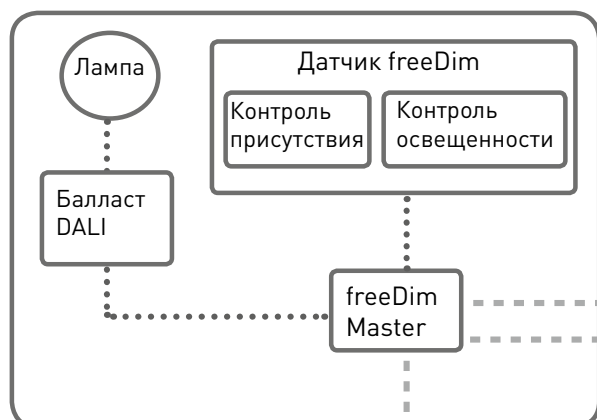 Лампа
Датчик freeDim
Контроль
присутствия
Контроль
освещенности
Балласт
DALI
freeDim
Master